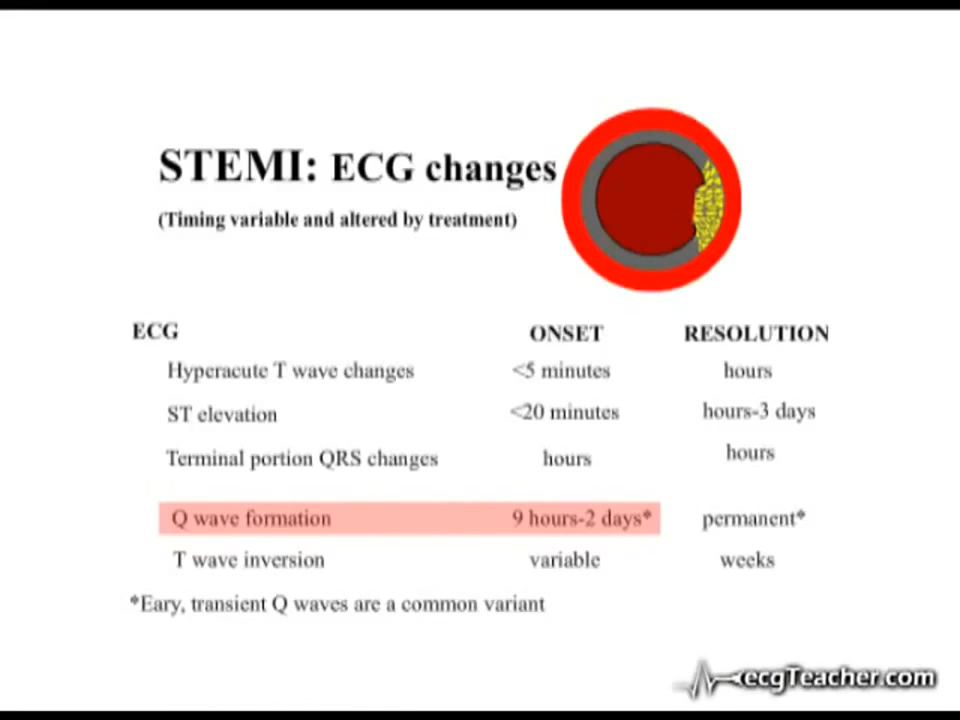 STEMI: ECG changes
(Timing variable and altered by treatment)
ECG ONSET RESOLUTION
Hyperacute T wave changes <5 minutes hours
ST elevation <20 minutes hours-3 days
Terminal portion QRS changes hours hours
Q wave formation 9 hours-2 days* permanent*
T wave inversion variable weeks
*Eary, transient Q waves are a common variant
ecgTeacher.com